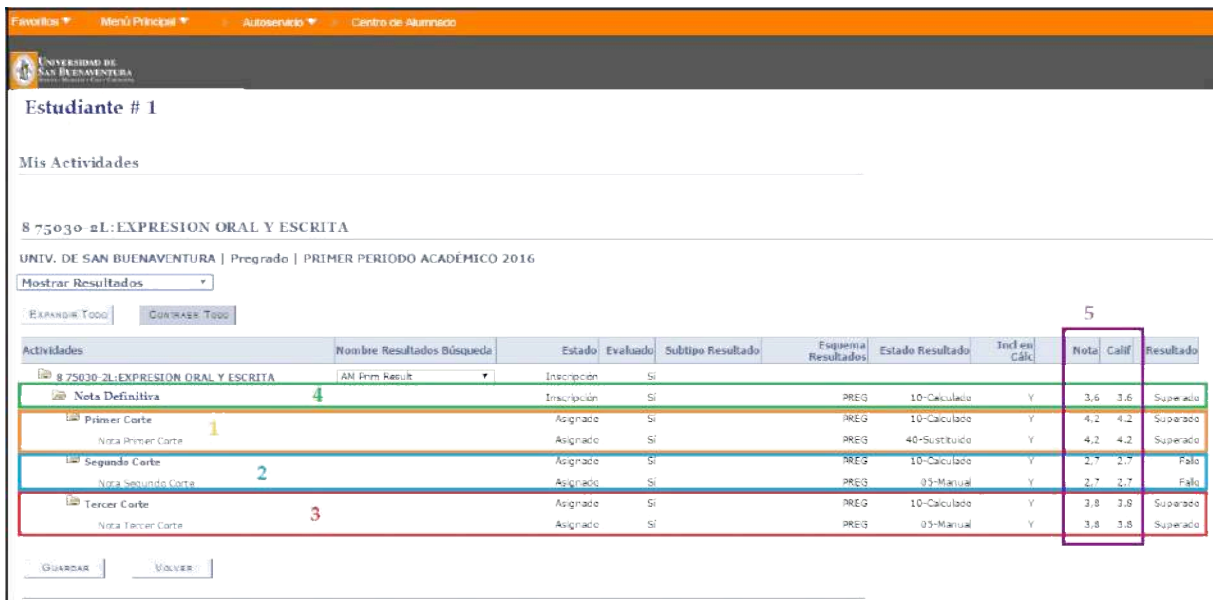 Favoritos Menú Principal Autoservicio Centro de Alumnado
UNIVERSIDAD DE
SAN BUENAVENTURA
Estudiante # 1
Mis Actividades
8 75030-2L:EXPRESION ORAL Y ESCRITA
UNIV. DE SAN BUENAVENTURA | Pregrado | PRIMER PERIODO ACADÉMICO 2016
Mostrar Resultados
EXPANDIR TODO CONTRAER TODO
5
Actividades Nombre Resultados Búsqueda Estado Evaluado Subtipo Resultado Esquema Resultados Estado Resultado Incl en Cálc Nota Calif Resultado
8 75030-2L:EXPRESION ORAL Y ESCRITA AM Prim Result Inscripción Sí
Nota Definitiva 4 Inscripción Sí PREG 10-Calculado Y 3,6 3.6 Superado
Primer Corte Asignado Sí PREG 10-Calculado Y 4,2 4.2 Superado
1
Nota Primer Corte Asignado Sí PREG 40-Sustituido Y 4,2 4.2 Superado
Segundo Corte Asignado Sí PREG 10-Calculado Y 2,7 2.7 Fallo
2
Nota Segundo Corte Asignado Sí PREG 05-Manual Y 2,7 2.7 Fallo
Tercer Corte Asignado Sí PREG 10-Calculado Y 3,8 3.8 Superado
3
Nota Tercer Corte Asignado Sí PREG 05-Manual Y 3,8 3.8 Superado
GUARDAR VOLVER